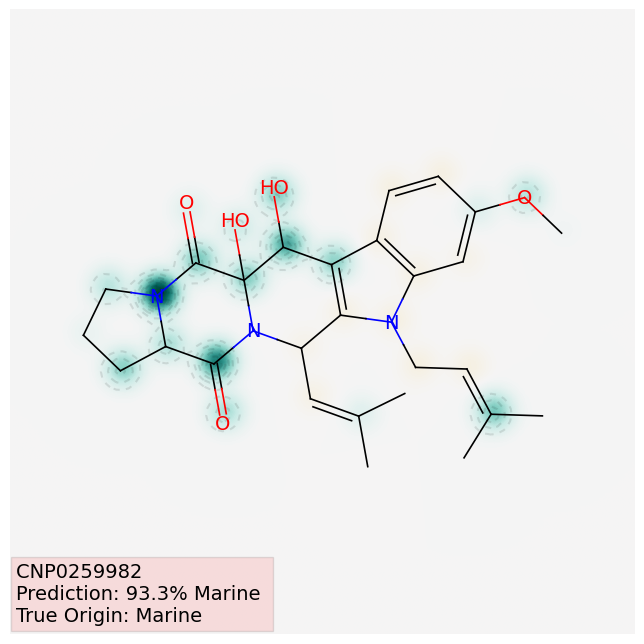 HO
O
HO
O
N
N
N
O
CNP0259982
Prediction: 93.3% Marine
True Origin: Marine